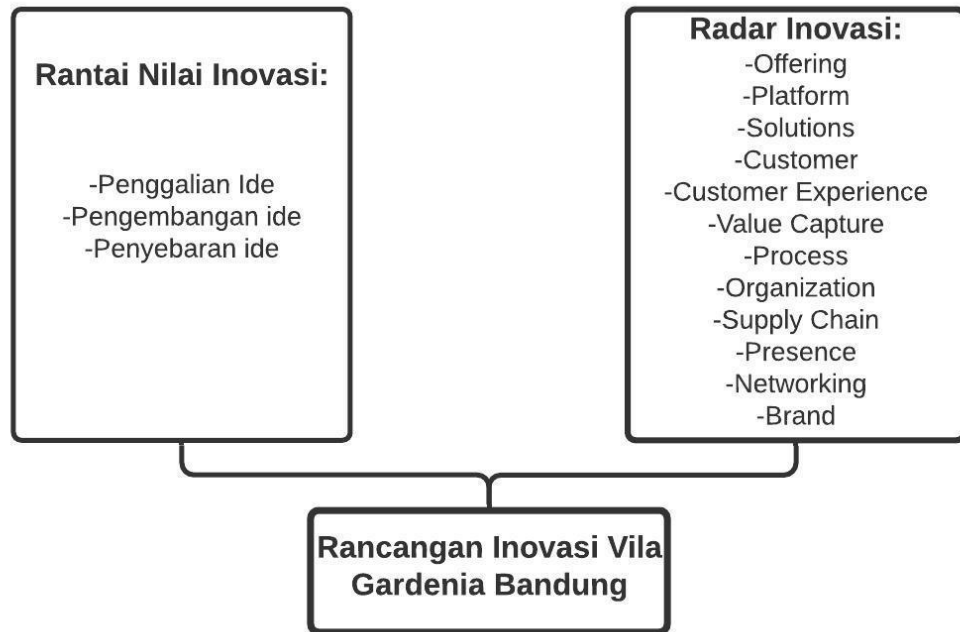 Rantai Nilai Inovasi:
-Penggalian Ide
-Pengembangan ide
-Penyebaran ide
Radar Inovasi:
-Offering
-Platform
-Solutions
-Customer
-Customer Experience
-Value Capture
-Process
-Organization
-Supply Chain
-Presence
-Networking
-Brand
Rancangan Inovasi Vila
Gardenia Bandung